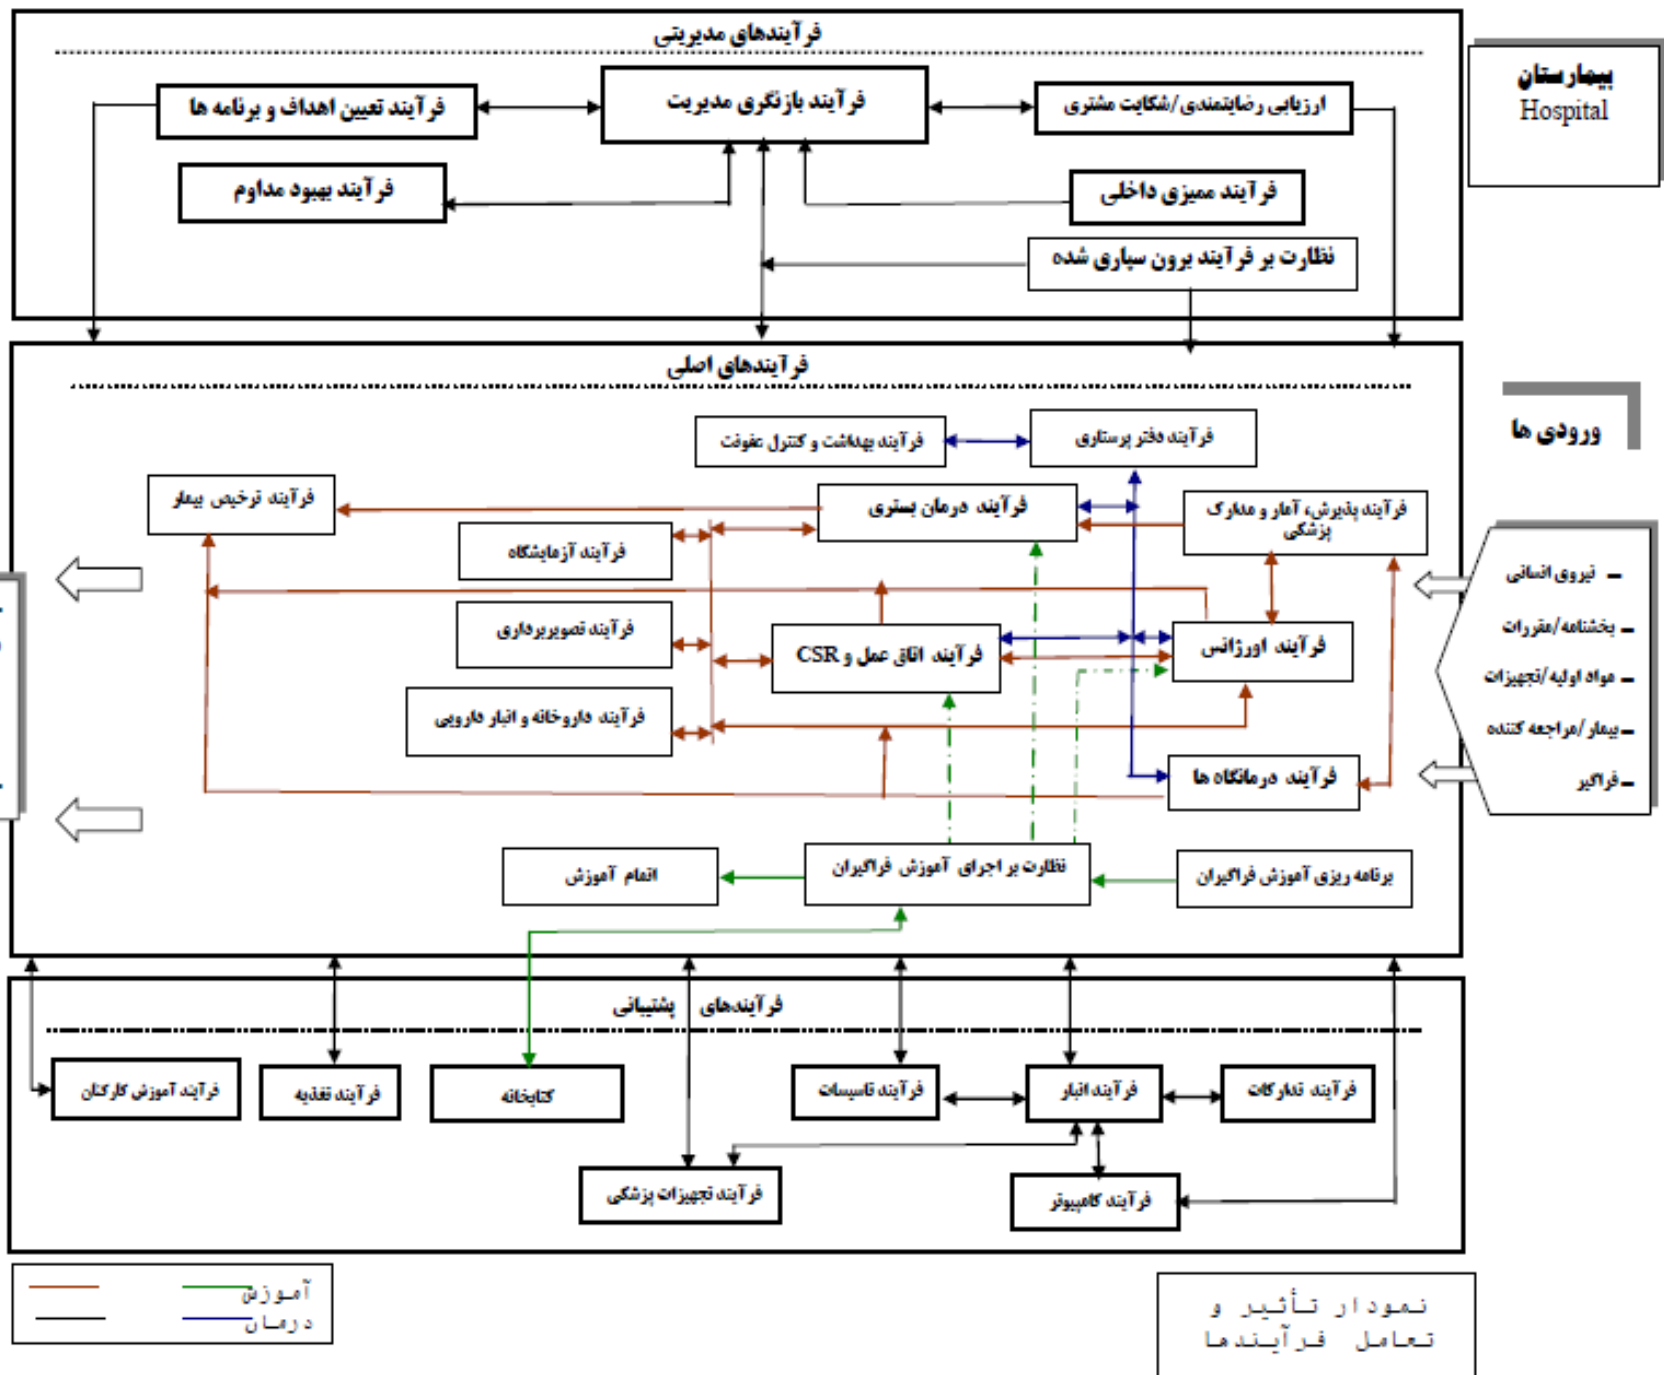 فرآیندهای مدیریتی
بیمارستان
Hospital
ارزیابی رضایتمندی/شکایت مشتری
فرآیند بازنگری مدیریت
فرآیند تعیین اهداف و برنامه ها
فرآیند ممیزی داخلی
فرآیند بهبود مداوم
نظارت بر فرآیند برون سپاری شده
فرآیندهای اصلی
ورودی ها
فرآیند دفتر پرستاری
فرآیند بهداشت و کنترل عفونت
فرآیند پذیرش، آمار و مدارک
پزشکی
فرآیند درمان بستری
فرآیند ترخیص بیمار
فرآیند آزمایشگاه
فرآیند تصویربرداری
فرآیند اورژانس
فرآیند اتاق عمل و CSR
فرآیند داروخانه و انبار دارویی
فرآیند درمانگاه ها
– نیروی انسانی
– بخشنامه/مقررات
– مواد اولیه/تجهیزات
– بیمار/مراجعه کننده
– فراگیر
برنامه ریزی آموزش فراگیران
نظارت بر اجرای آموزش فراگیران
اتمام آموزش
فرآیندهای پشتیبانی
فرآیند تدارکات
فرآیند انبار
فرآیند تاسیسات
کتابخانه
فرآیند تغذیه
فرآیند آموزش کارکنان
فرآیند کامپیوتر
فرآیند تجهیزات پزشکی
آموزش
درمان
نمودار تأثیر و
تعامل فرآیندها